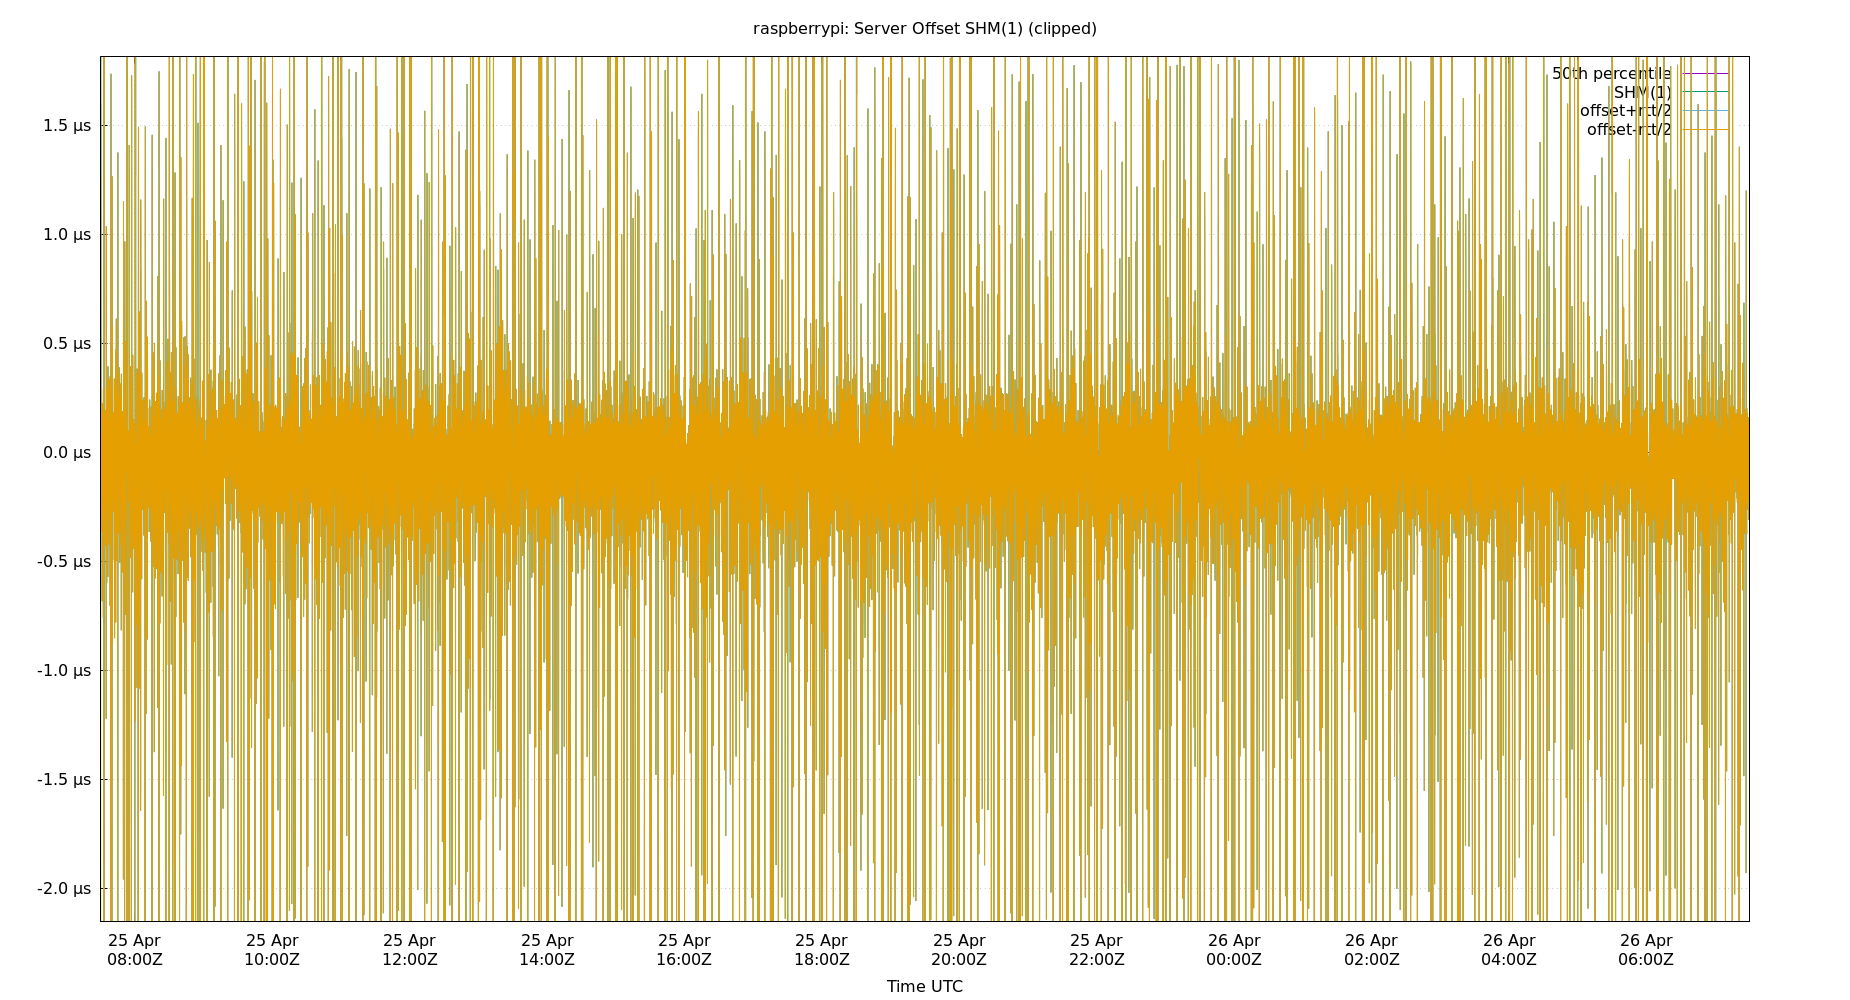 raspberrypi: Server Offset SHM(1) (clipped)
50th percentile
SHM(1)
offset+rtt/2
offset-rtt/2
1.5 µs
1.0 µs
0.5 µs
0.0 µs
-0.5 µs
-1.0 µs
-1.5 µs
-2.0 µs
25 Apr 25 Apr 25 Apr 25 Apr 25 Apr 25 Apr 25 Apr 25 Apr 26 Apr 26 Apr 26 Apr 26 Apr
08:00Z 10:00Z 12:00Z 14:00Z 16:00Z 18:00Z 20:00Z 22:00Z 00:00Z 02:00Z 04:00Z 06:00Z
Time UTC